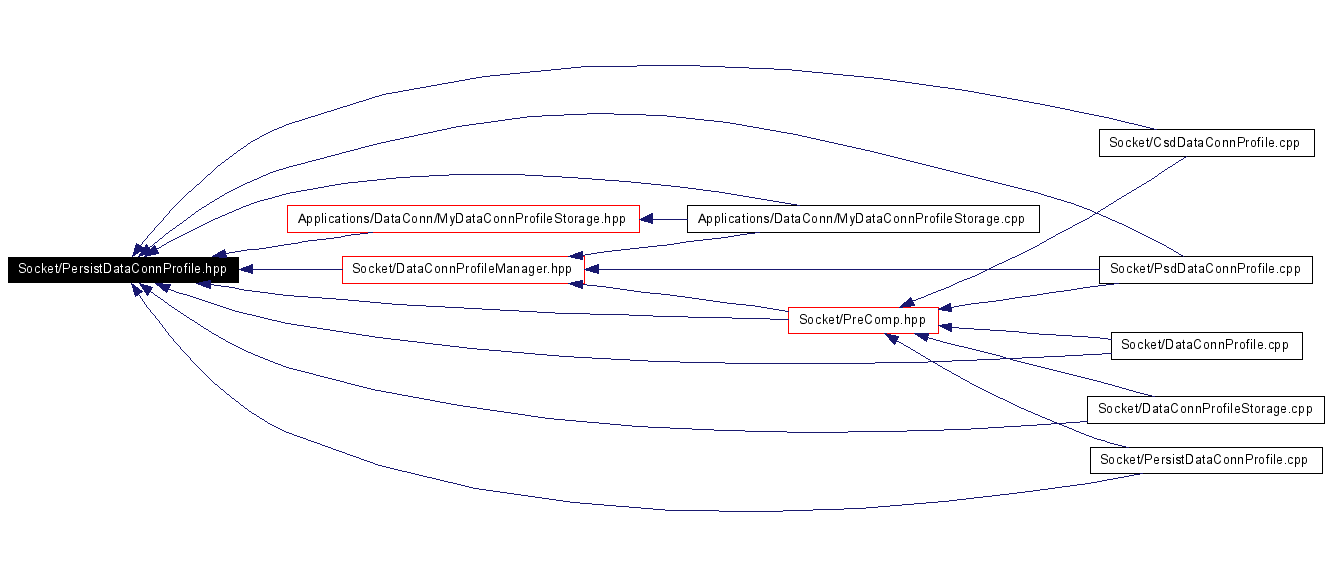 Socket/CsdDataConnProfile.cpp
Applications/DataConn/MyDataConnProfileStorage.hpp
Applications/DataConn/MyDataConnProfileStorage.cpp
Socket/PersistDataConnProfile.hpp
Socket/DataConnProfileManager.hpp
Socket/PsdDataConnProfile.cpp
Socket/PreComp.hpp
Socket/DataConnProfile.cpp
Socket/DataConnProfileStorage.cpp
Socket/PersistDataConnProfile.cpp